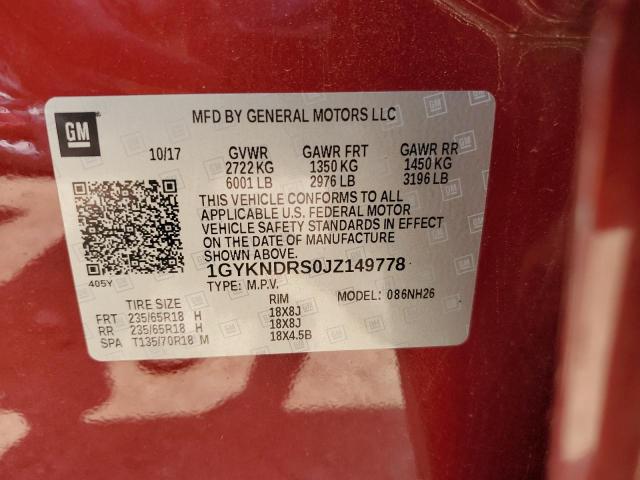 GM
MFD BY GENERAL MOTORS LLC
10/17 GVWR GAWR FRT GAWR RR
2722 KG 1350 KG 1450 KG
6001 LB 2976 LB 3196 LB
THIS VEHICLE CONFORMS TO ALL
APPLICABLE U.S. FEDERAL MOTOR
VEHICLE SAFETY STANDARDS IN EFFECT
ON THE DATE OF MANUFACTURE
SHOWN ABOVE.
405Y
1GYKNDRS0JZ149778
TYPE: M.P.V. MODEL: 086NH26
TIRE SIZE RIM
FRT 235/65R18 H 18X8J
RR 235/65R18 H 18X8J
SPA T135/70R18 M 18X4.5B